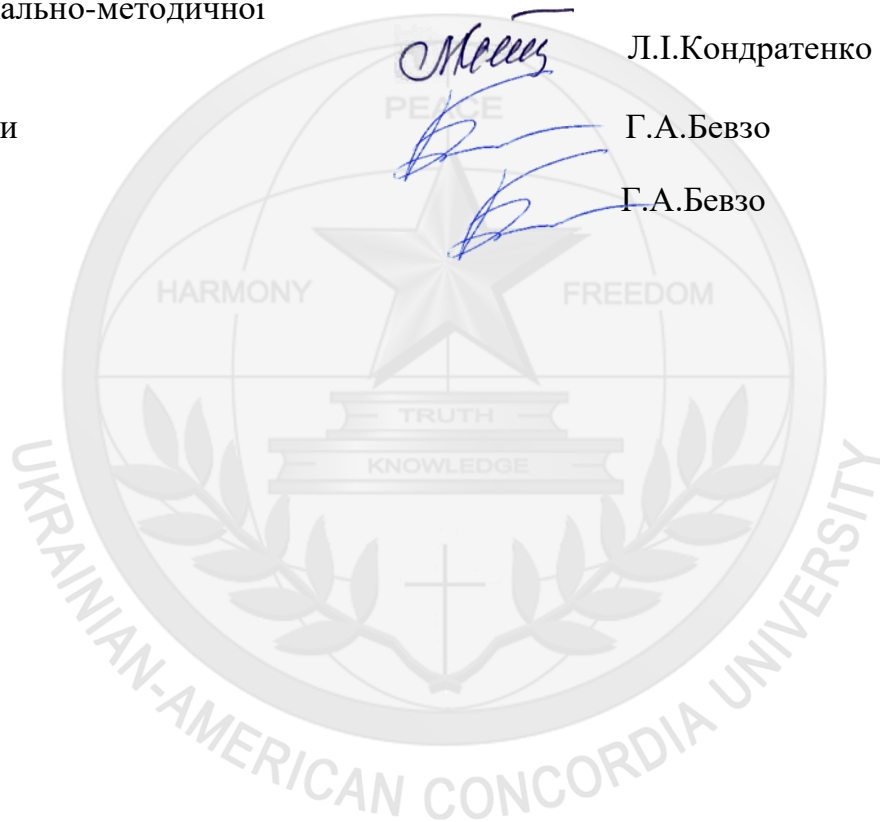 ально-методичної
Л.І.Кондратенко
PEACE
и
Г.А.Бевзо
Г.А.Бевзо
HARMONY
FREEDOM
TRUTH
KNOWLEDGE
UKRAINIAN-AMERICAN CONCORDIA UNIVERSITY